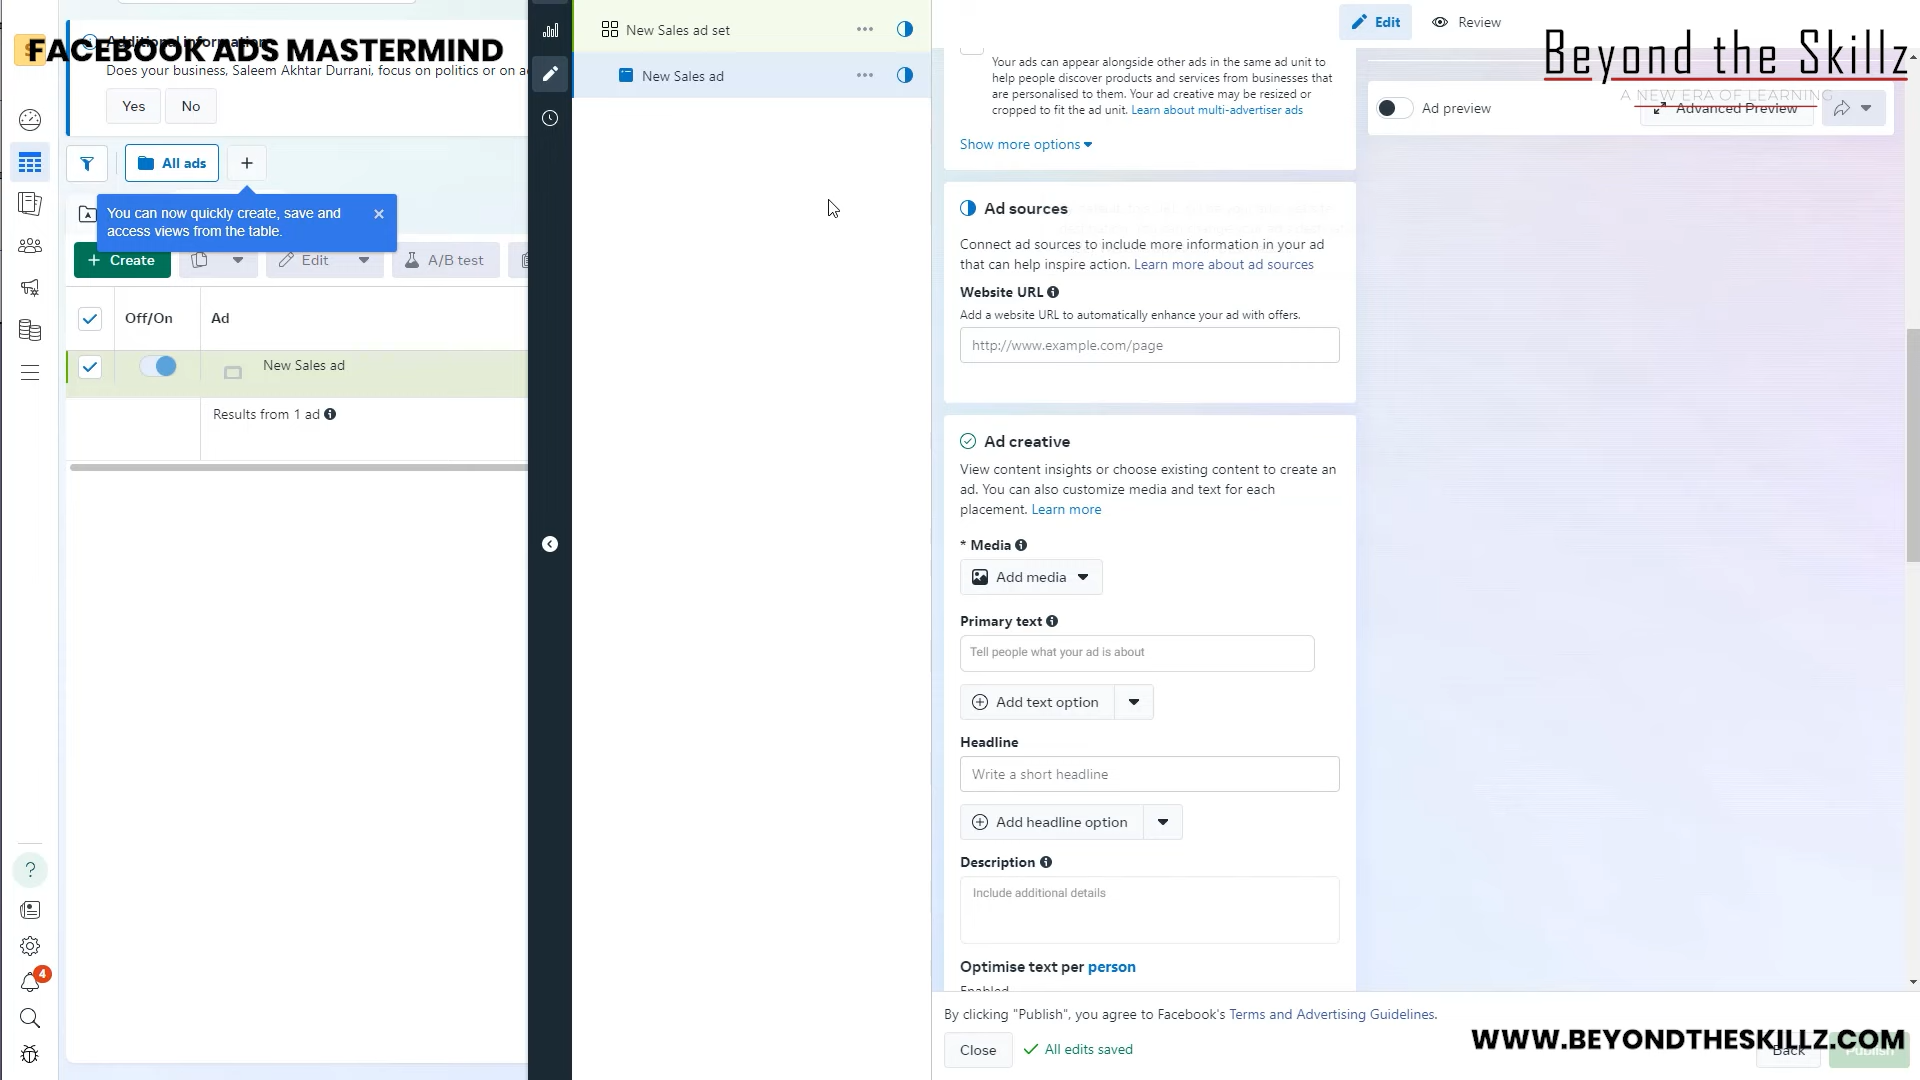 FACEBOOK ADS MASTERMIND
Additional information
Does your business, Saleem Akhtar Durrani, focus on politics or on a
Yes
No
All ads
You can now quickly create, save and
access views from the table.
Create
Edit
A/B test
Off/On
Ad
New Sales ad
Results from 1 ad
4
New Sales ad set
New Sales ad
Edit
Review
Beyond the Skillz
A NEW ERA OF LEARNING
Your ads can appear alongside other ads in the same ad unit to
help people discover products and services from businesses that
are personalised to them. Your ad creative may be resized or
cropped to fit the ad unit. Learn about multi-advertiser ads
Show more options
Ad preview
Advanced Preview
Ad sources
Connect ad sources to include more information in your ad
that can help inspire action. Learn more about ad sources
Website URL
Add a website URL to automatically enhance your ad with offers.
http://www.example.com/page
Ad creative
View content insights or choose existing content to create an
ad. You can also customize media and text for each
placement. Learn more
* Media
Add media
Primary text
Tell people what your ad is about
Add text option
Headline
Write a short headline
Add headline option
Description
Include additional details
Optimise text per person
Enabled
By clicking "Publish", you agree to Facebook's Terms and Advertising Guidelines.
Close
All edits saved
WWW.BEYONDTHESKILLZ.COM
Back
Publish